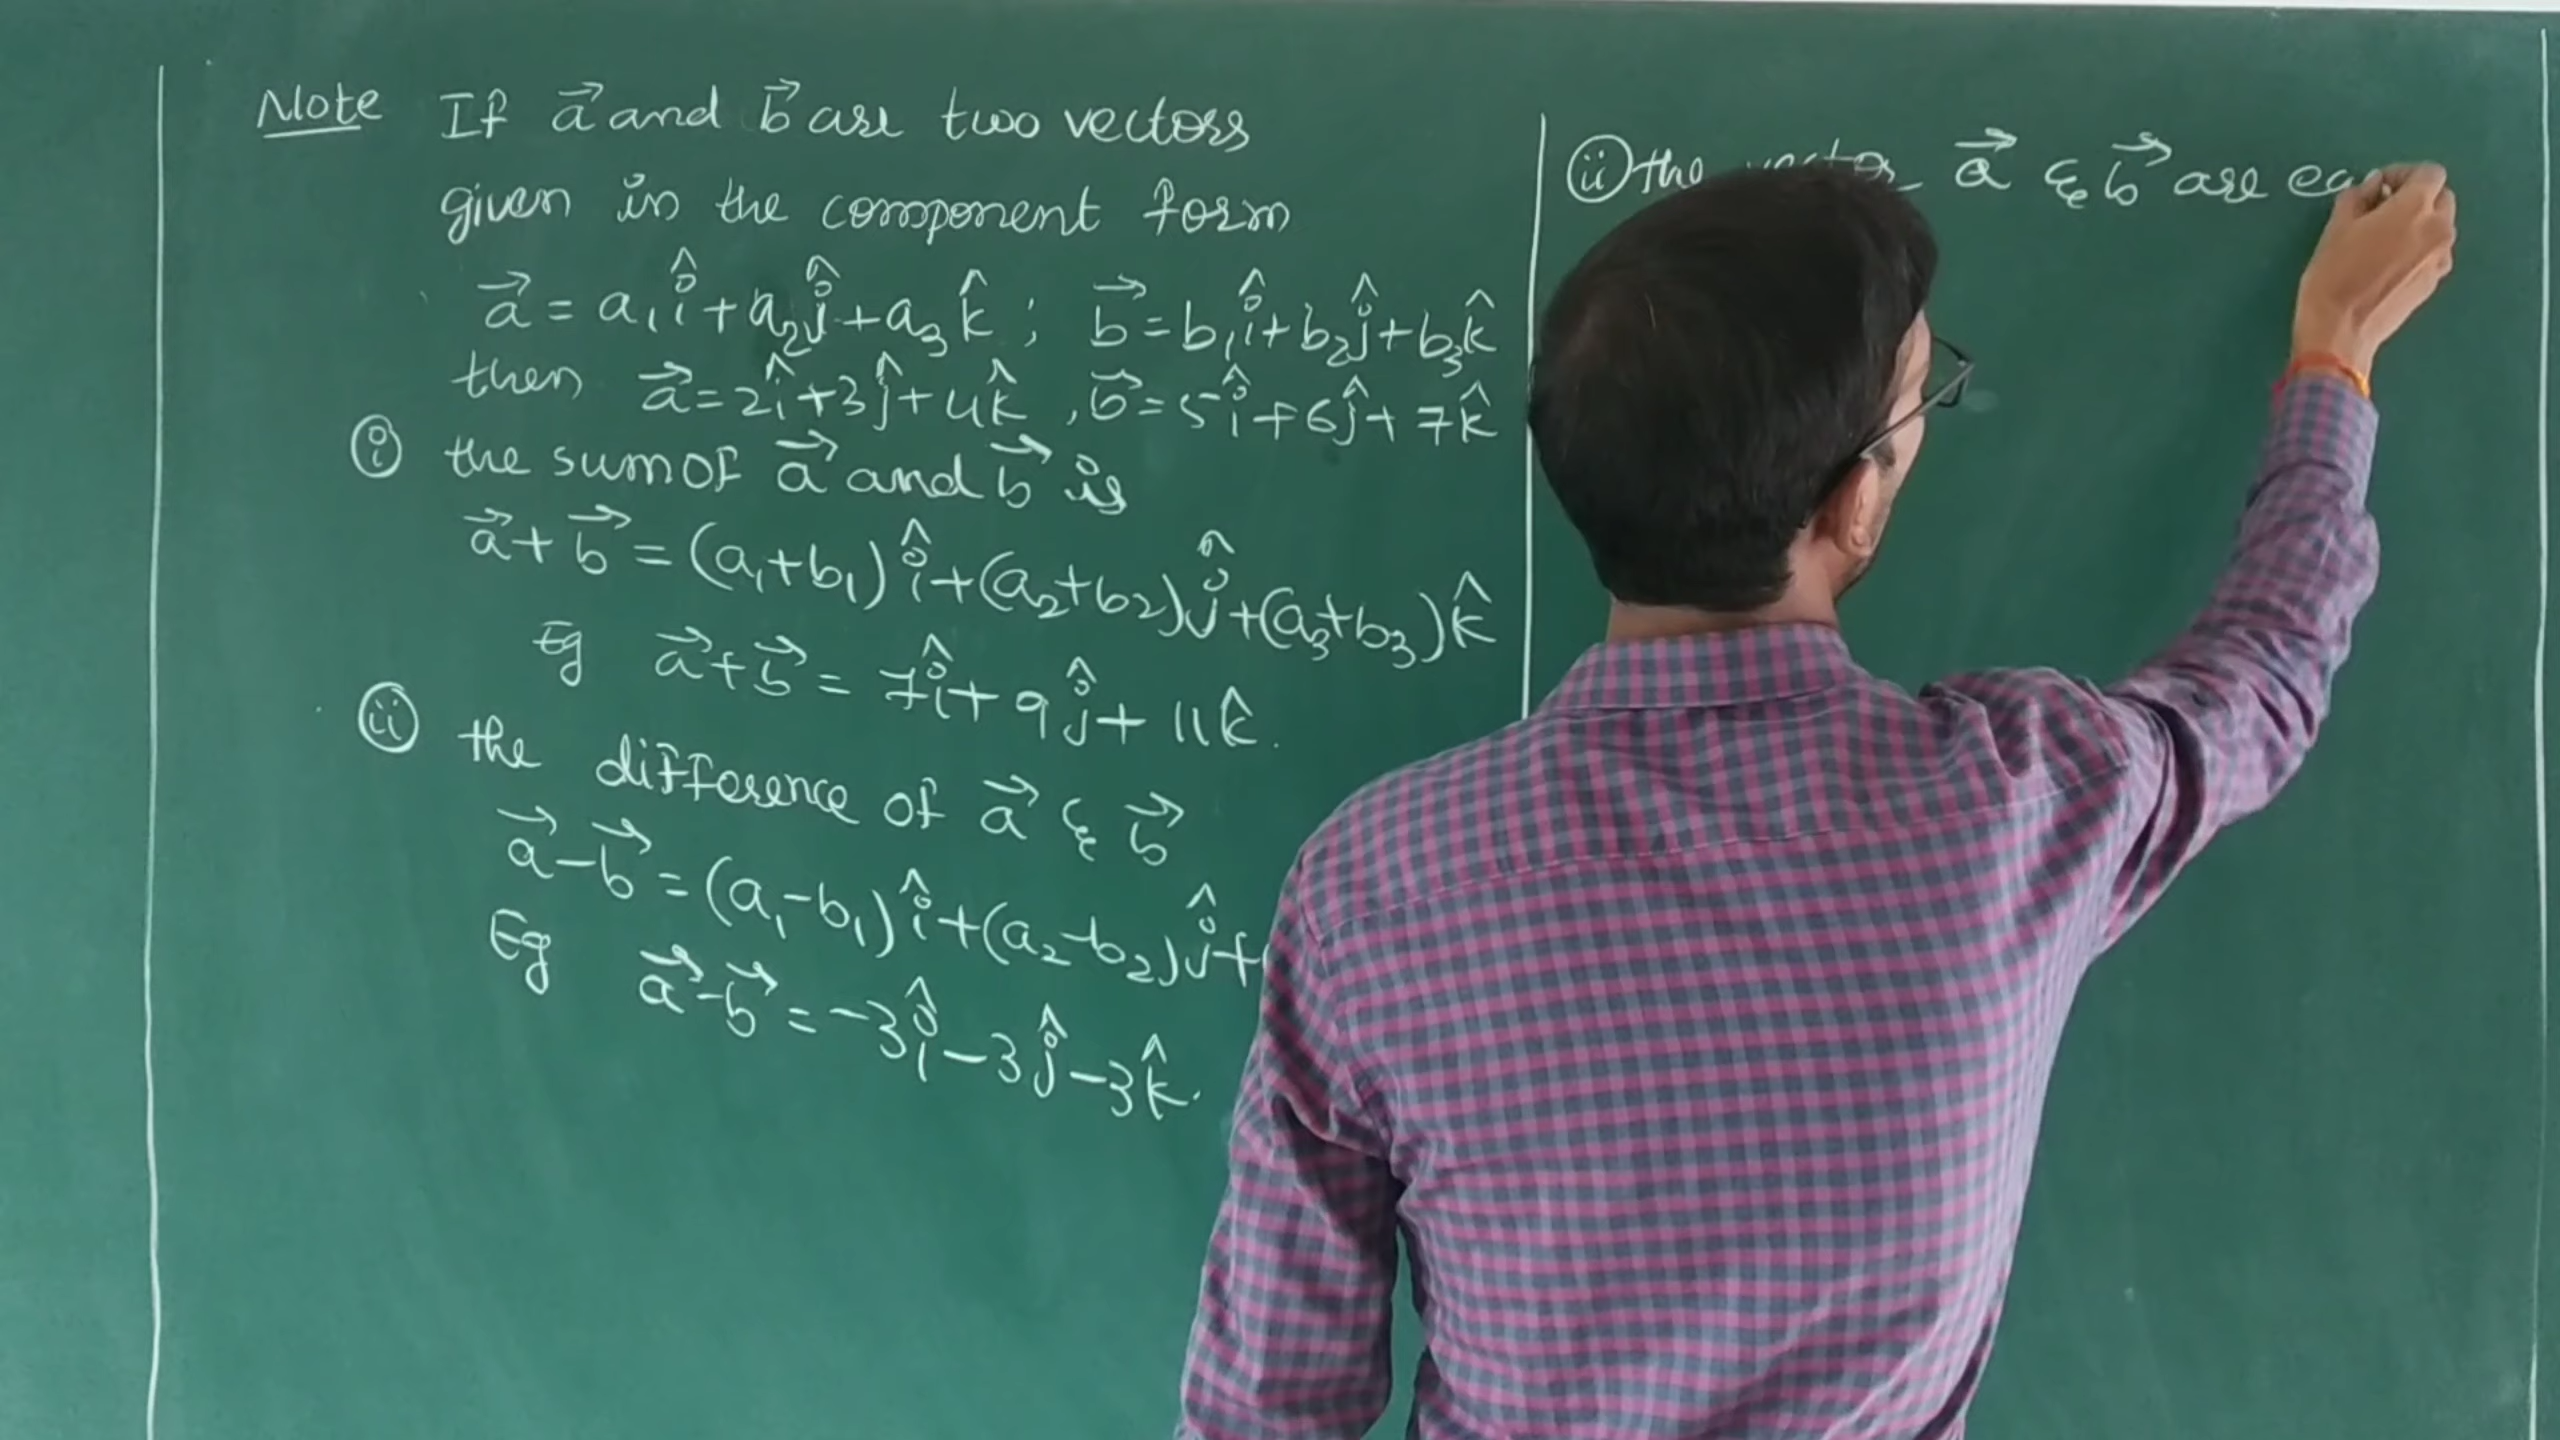 Note If a⃗ and b⃗ are two vectors
given in the component form
a⃗ = a₁î + a₂ĵ + a₃k̂ ; b⃗ = b₁î + b₂ĵ + b₃k̂
then a⃗ = 2î + 3ĵ + 4k̂ , b⃗ = 5î + 6ĵ + 7k̂
(i) the sum of a⃗ and b⃗ is
a⃗ + b⃗ = (a₁+b₁)î + (a₂+b₂)ĵ + (a₃+b₃)k̂
Eg a⃗ + b⃗ = 7î + 9ĵ + 11k̂.
(ii) the difference of a⃗ & b⃗
a⃗ - b⃗ = (a₁-b₁)î + (a₂-b₂)ĵ + (
Eg a⃗ - b⃗ = -3î - 3ĵ - 3k̂.
(ii) the a⃗ & b⃗ are